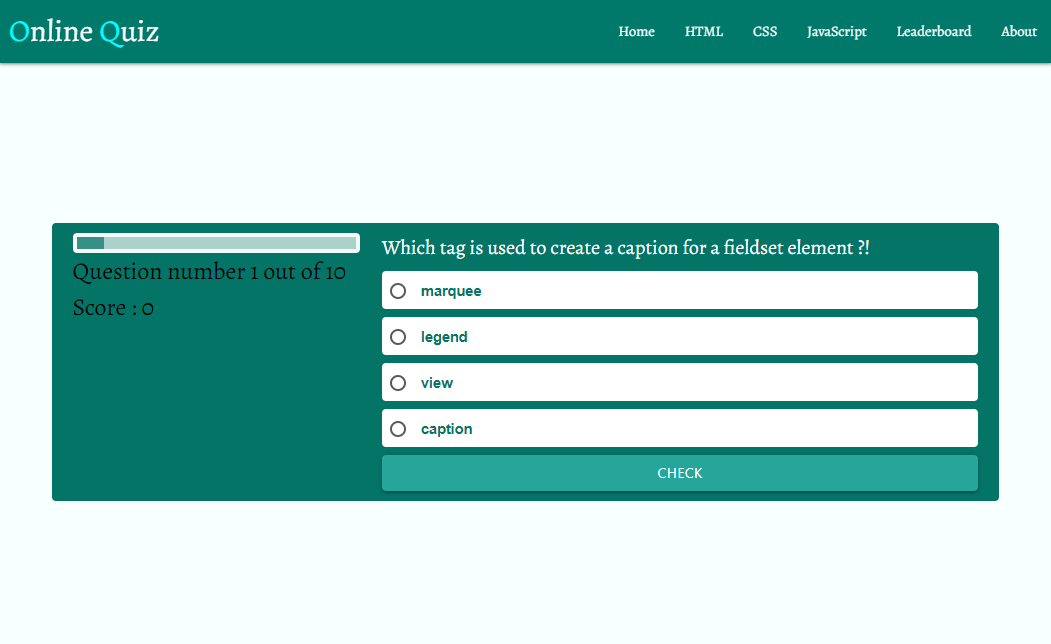 Online Quiz
Home HTML CSS JavaScript Leaderboard About
Question number 1 out of 10
Score : 0
Which tag is used to create a caption for a fieldset element ?!
marquee
legend
view
caption
CHECK